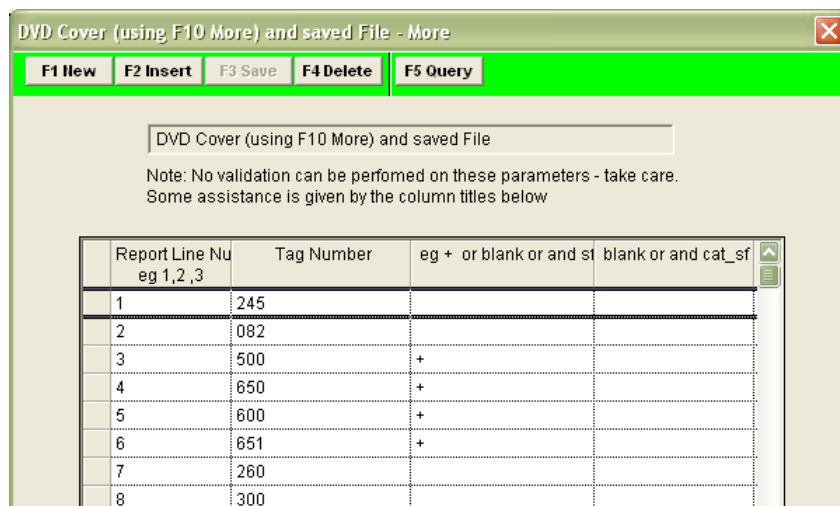 DVD Cover (using F10 More) and saved File - More
F1 New F2 Insert F3 Save F4 Delete F5 Query
DVD Cover (using F10 More) and saved File
Note: No validation can be perfomed on these parameters - take care.
Some assistance is given by the column titles below
Report Line Nu Tag Number eg + or blank or and sf blank or and cat_sf
eg 1,2 ,3
1 245
2 082
3 500 +
4 650 +
5 600 +
6 651 +
7 260
8 300